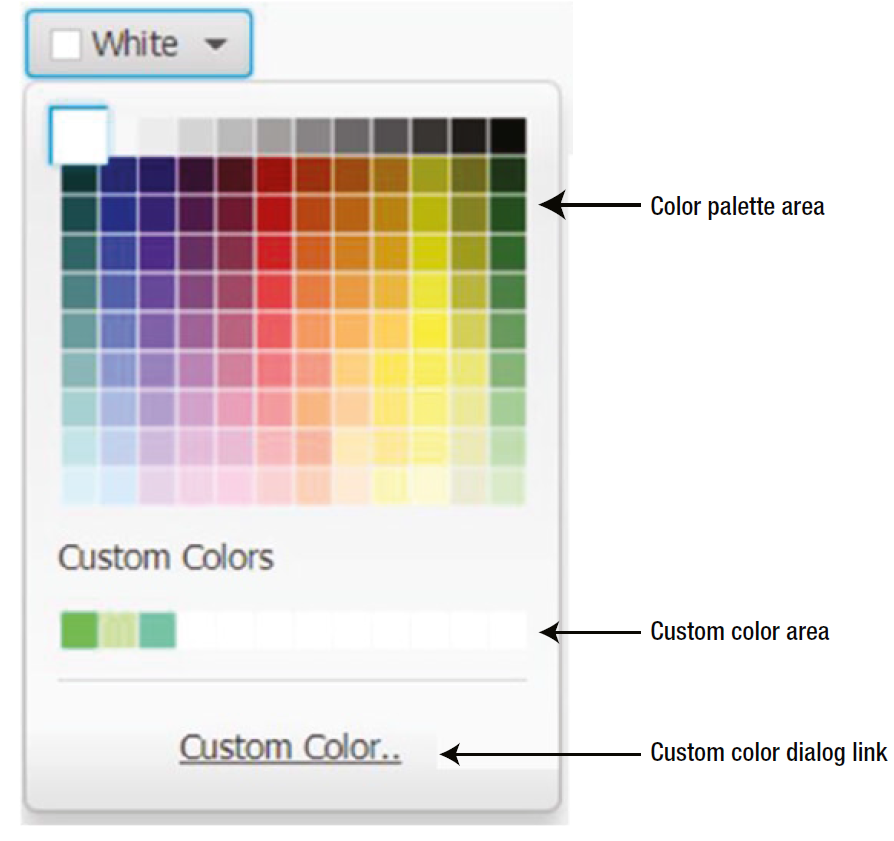 White
Color palette area
Custom Colors
Custom color area
Custom Color..
Custom color dialog link